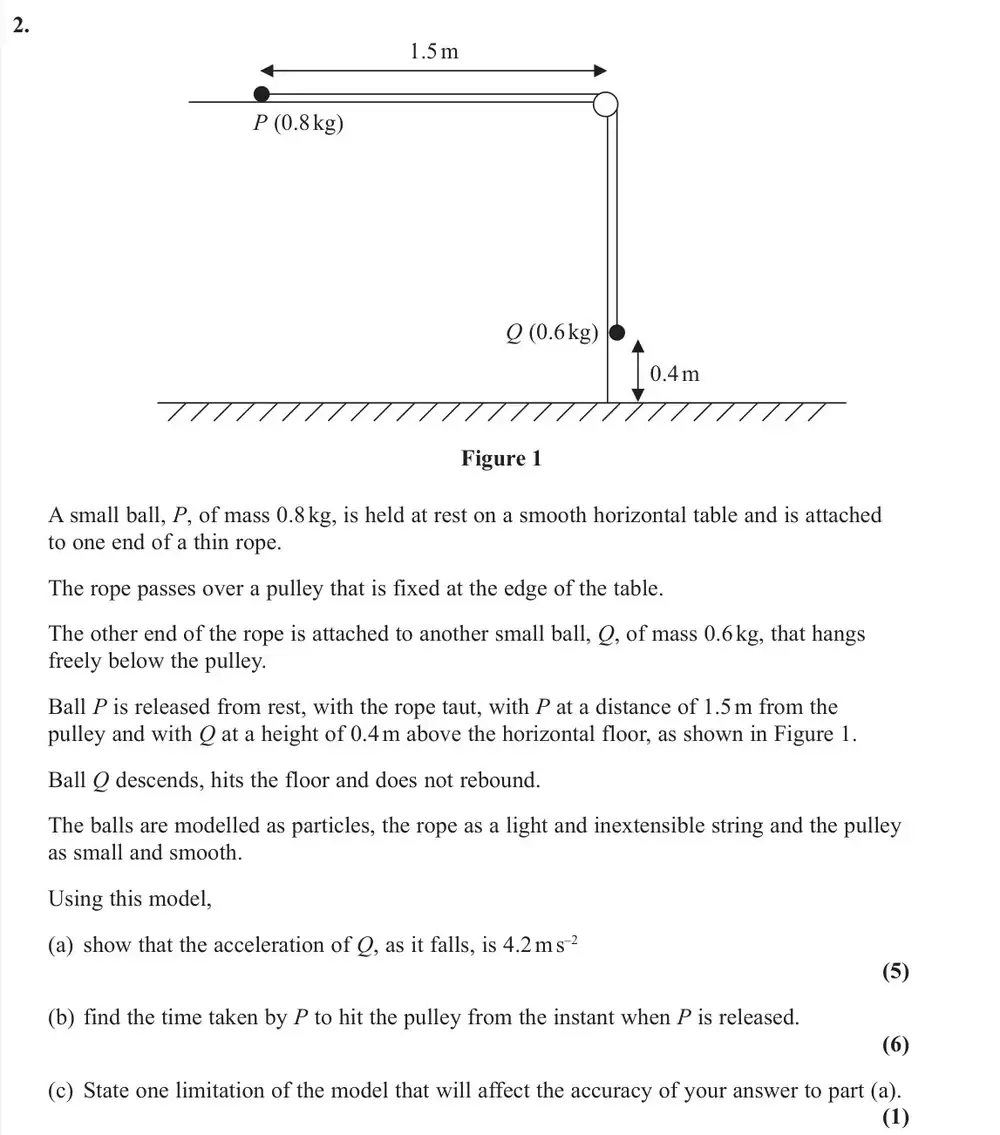 2.
1.5 m
P (0.8 kg)
Q (0.6 kg)
0.4 m
Figure 1
A small ball, P, of mass 0.8 kg, is held at rest on a smooth horizontal table and is attached
to one end of a thin rope.
The rope passes over a pulley that is fixed at the edge of the table.
The other end of the rope is attached to another small ball, Q, of mass 0.6 kg, that hangs
freely below the pulley.
Ball P is released from rest, with the rope taut, with P at a distance of 1.5 m from the
pulley and with Q at a height of 0.4 m above the horizontal floor, as shown in Figure 1.
Ball Q descends, hits the floor and does not rebound.
The balls are modelled as particles, the rope as a light and inextensible string and the pulley
as small and smooth.
Using this model,
(a) show that the acceleration of Q, as it falls, is 4.2 m s⁻²
(5)
(b) find the time taken by P to hit the pulley from the instant when P is released.
(6)
(c) State one limitation of the model that will affect the accuracy of your answer to part (a).
(1)